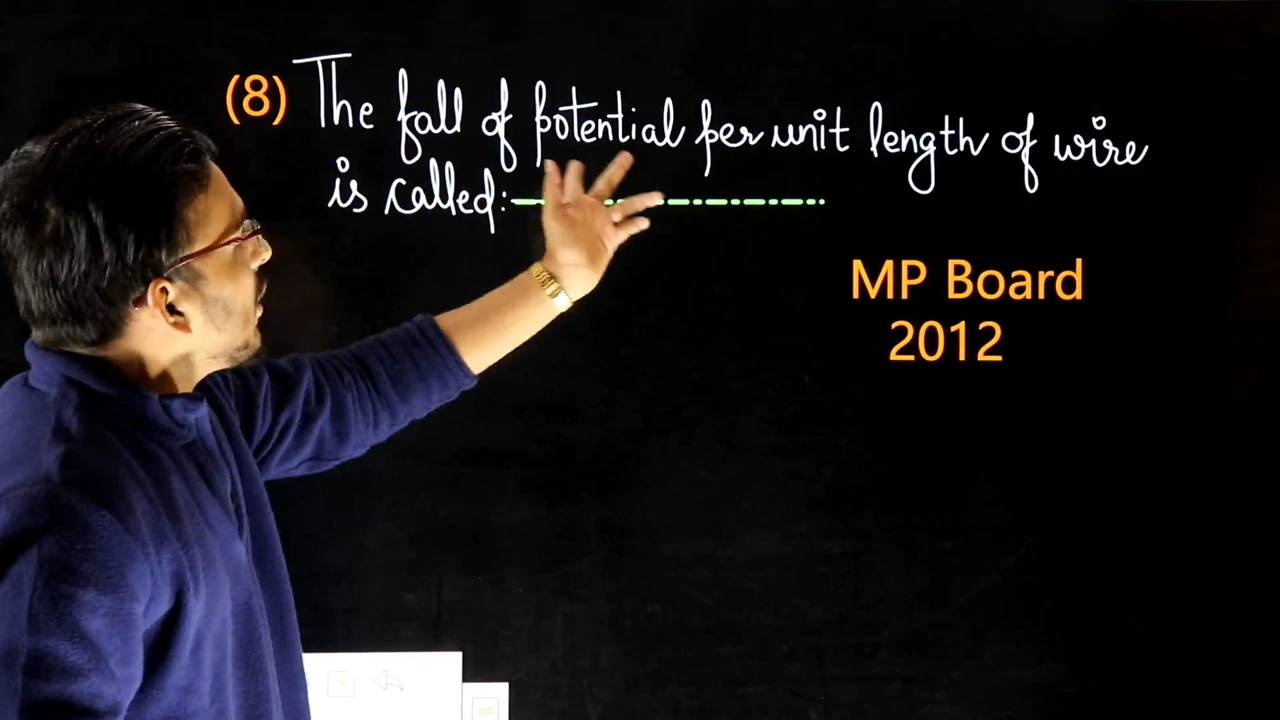 (8) The fall of potential per unit length of wire
is called:
MP Board
2012